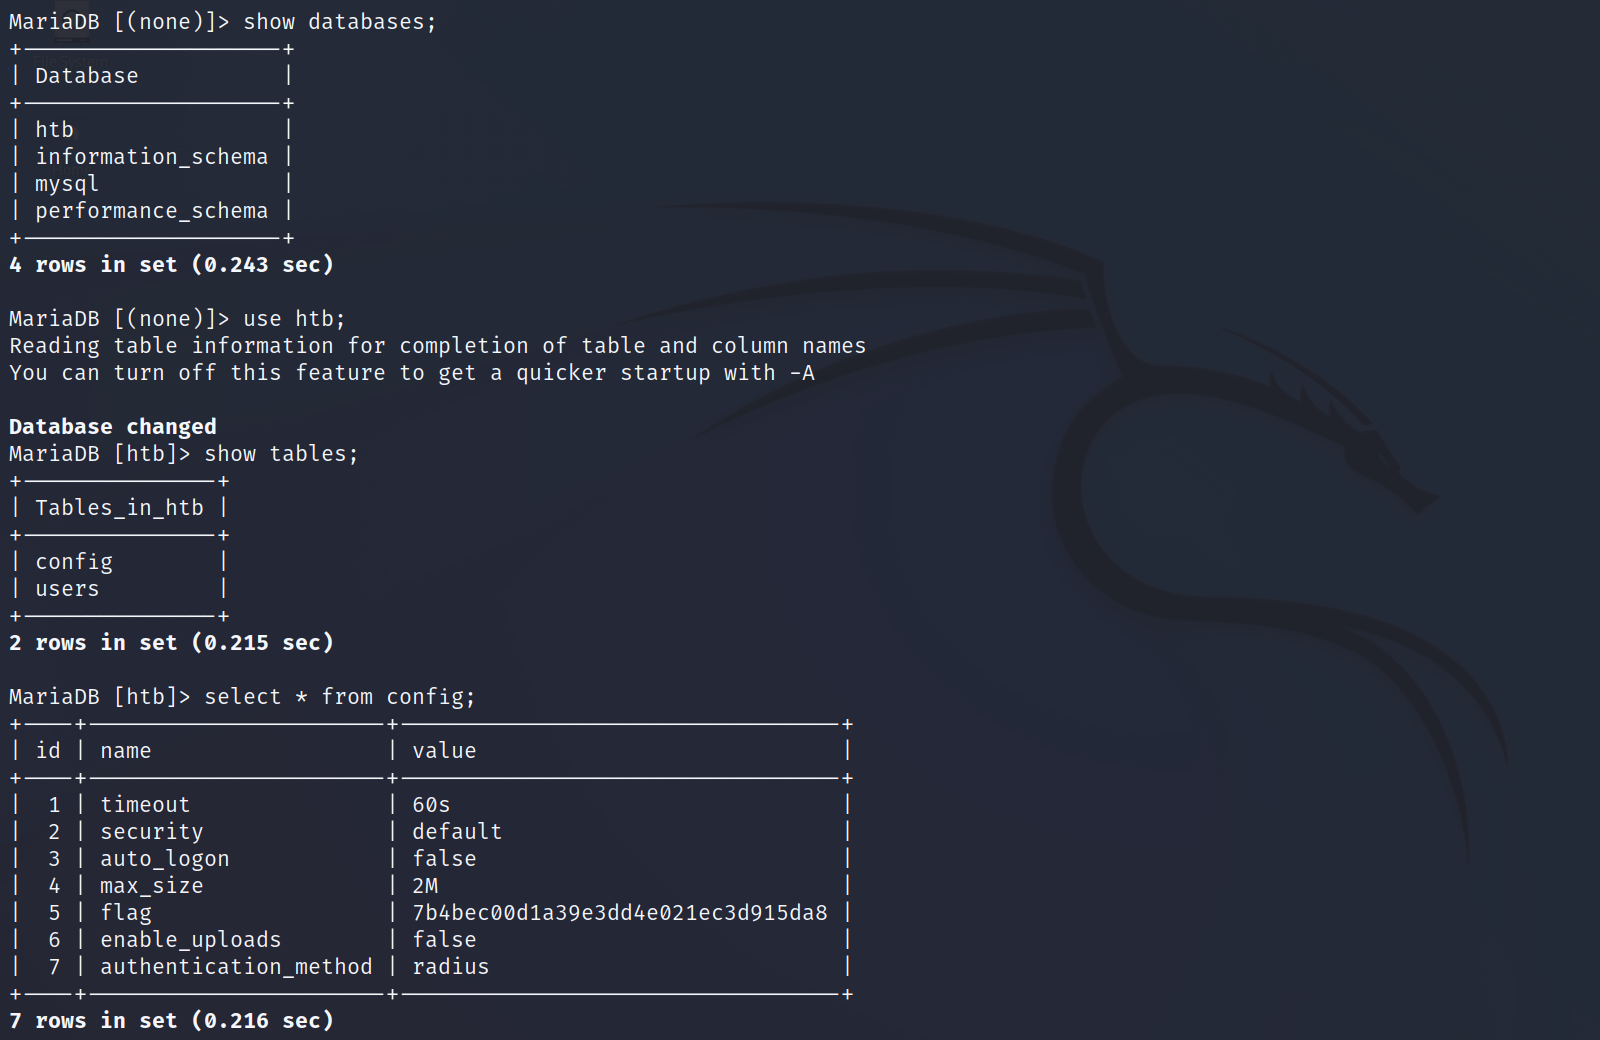 MariaDB [(none)]> show databases;
+--------------------+
| Database           |
+--------------------+
| htb                |
| information_schema |
| mysql              |
| performance_schema |
+--------------------+
4 rows in set (0.243 sec)
MariaDB [(none)]> use htb;
Reading table information for completion of table and column names
You can turn off this feature to get a quicker startup with -A
Database changed
MariaDB [htb]> show tables;
+---------------+
| Tables_in_htb |
+---------------+
| config        |
| users         |
+---------------+
2 rows in set (0.215 sec)
MariaDB [htb]> select * from config;
+----+-----------------------+----------------------------------+
| id | name                  | value                            |
+----+-----------------------+----------------------------------+
|  1 | timeout               | 60s                              |
|  2 | security              | default                          |
|  3 | auto_logon            | false                            |
|  4 | max_size              | 2M                               |
|  5 | flag                  | 7b4bec00d1a39e3dd4e021ec3d915da8 |
|  6 | enable_uploads        | false                            |
|  7 | authentication_method | radius                           |
+----+-----------------------+----------------------------------+
7 rows in set (0.216 sec)